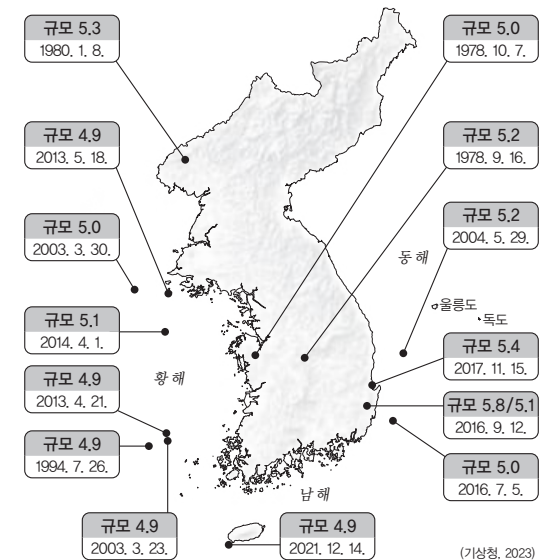 규모 5.3
1980. 1. 8.
규모 5.0
1978. 10. 7.
규모 4.9
2013. 5. 18.
규모 5.2
1978. 9. 16.
규모 5.0
2003. 3. 30.
규모 5.2
2004. 5. 29.
동해
울릉도
독도
규모 5.1
2014. 4. 1.
규모 5.4
2017. 11. 15.
황해
규모 4.9
2013. 4. 21.
규모 5.8/5.1
2016. 9. 12.
규모 4.9
1994. 7. 26.
규모 5.0
2016. 7. 5.
남해
규모 4.9
2003. 3. 23.
규모 4.9
2021. 12. 14.
(기상청, 2023)